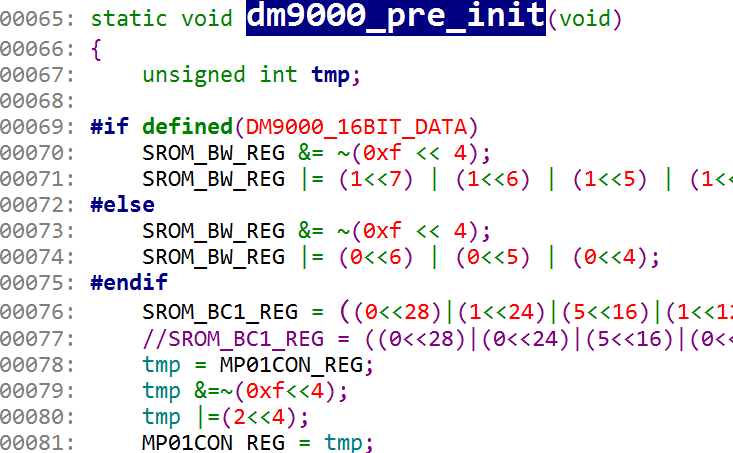 00065: static void dm9000_pre_init(void)
00066: {
00067:     unsigned int tmp;
00068:
00069: #if defined(DM9000_16BIT_DATA)
00070:     SROM_BW_REG &= ~(0xf << 4);
00071:     SROM_BW_REG |= (1<<7) | (1<<6) | (1<<5) | (1<<
00072: #else
00073:     SROM_BW_REG &= ~(0xf << 4);
00074:     SROM_BW_REG |= (0<<6) | (0<<5) | (0<<4);
00075: #endif
00076:     SROM_BC1_REG = ((0<<28)|(1<<24)|(5<<16)|(1<<12
00077:     //SROM_BC1_REG = ((0<<28)|(0<<24)|(5<<16)|(0<<
00078:     tmp = MP01CON_REG;
00079:     tmp &=~(0xf<<4);
00080:     tmp |=(2<<4);
00081:     MP01CON_REG = tmp;